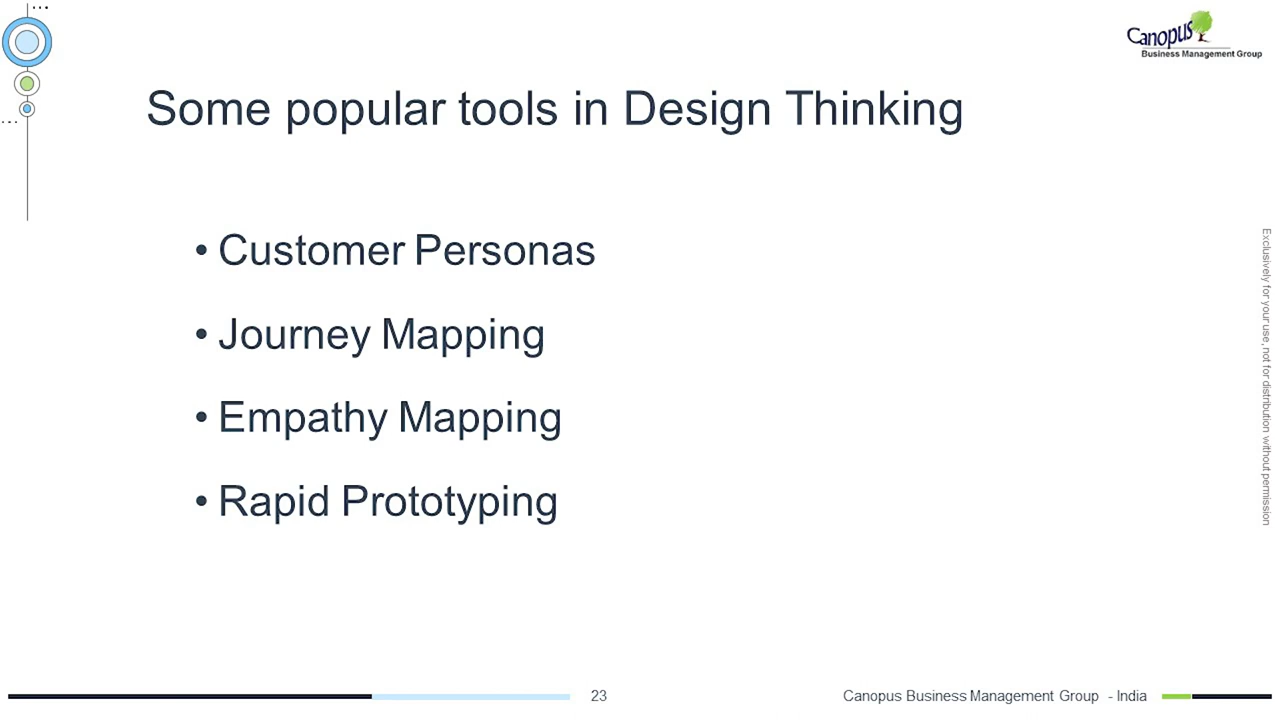 Canopus
Business Management Group
Some popular tools in Design Thinking
• Customer Personas
• Journey Mapping
• Empathy Mapping
• Rapid Prototyping
Exclusively for your use, not for distribution without permission
23
Canopus Business Management Group - India